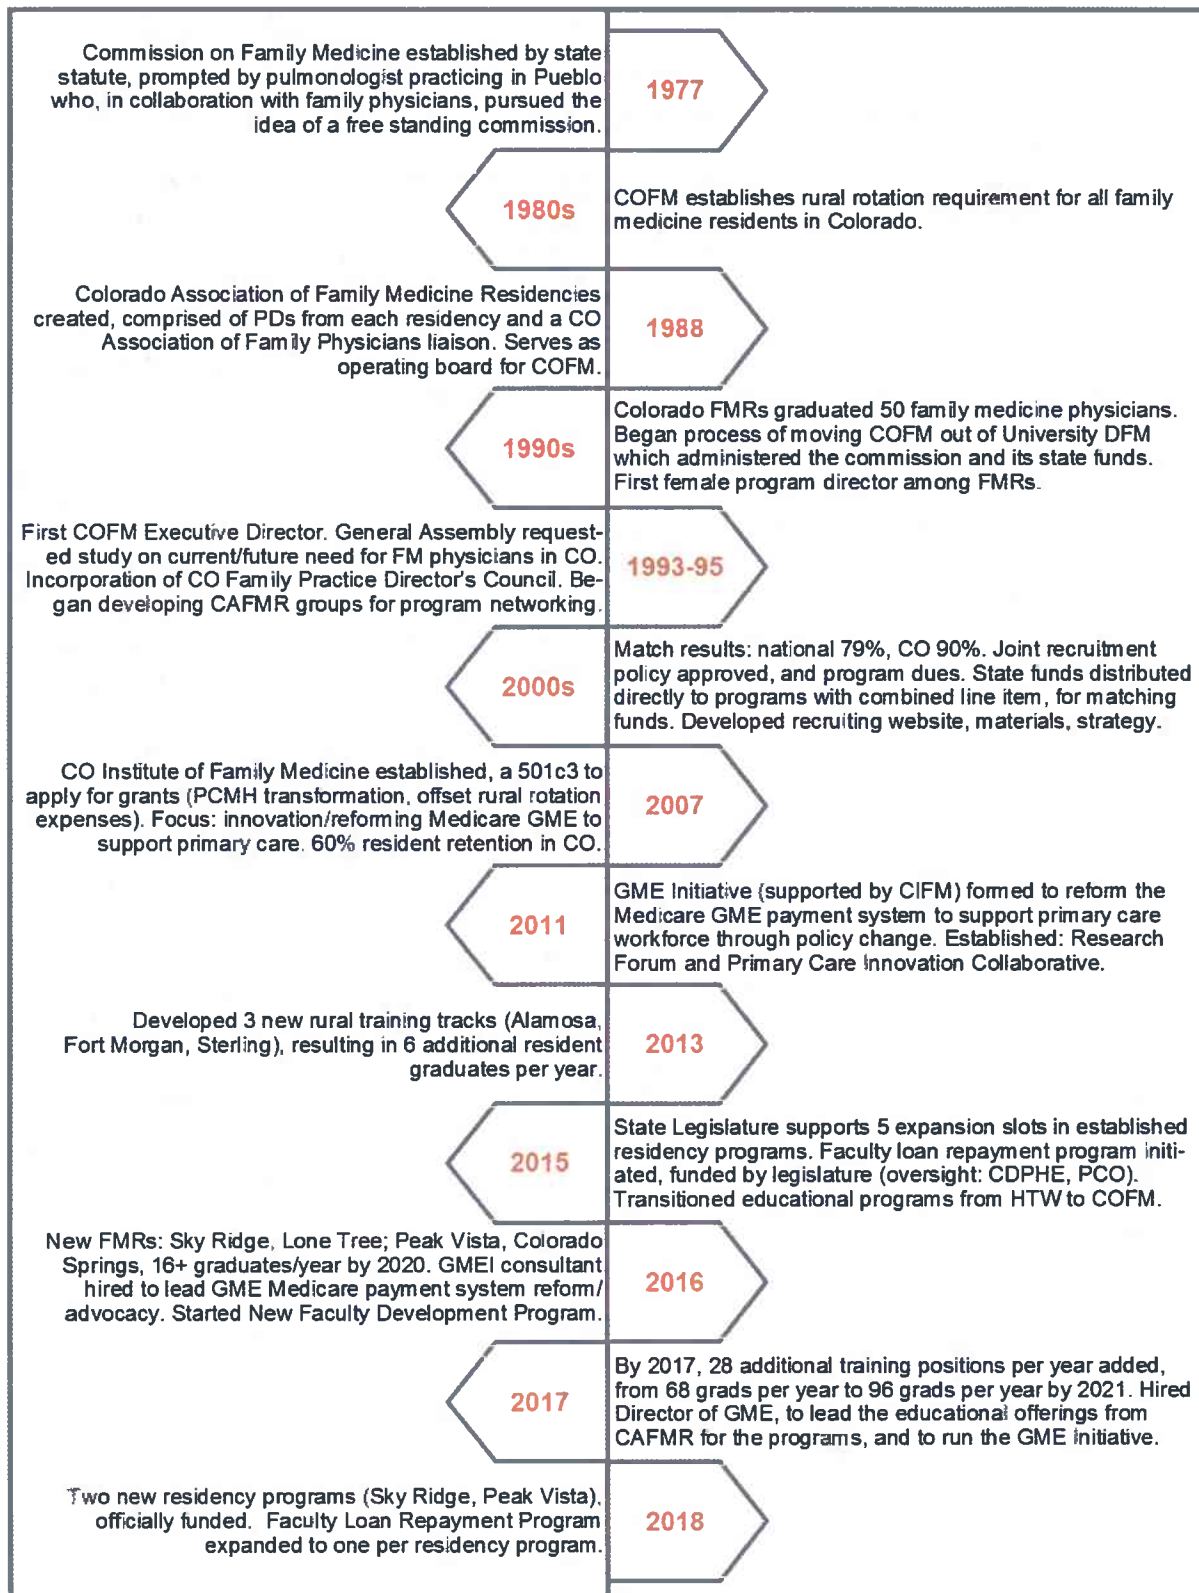 Commission on Family Medicine established by state
statute, prompted by pulmonologist practicing in Pueblo
who, in collaboration with family physicians, pursued the
idea of a free standing commission.
1977
1980s
COFM establishes rural rotation requirement for all family
medicine residents in Colorado.
Colorado Association of Family Medicine Residencies
created, comprised of PDs from each residency and a CO
Association of Family Physicians liaison. Serves as
operating board for COFM.
1988
1990s
Colorado FMRs graduated 50 family medicine physicians.
Began process of moving COFM out of University DFM
which administered the commission and its state funds.
First female program director among FMRs.
First COFM Executive Director. General Assembly request-
ed study on current/future need for FM physicians in CO.
Incorporation of CO Family Practice Director's Council. Be-
gan developing CAFMR groups for program networking.
1993-95
2000s
Match results: national 79%, CO 90%. Joint recruitment
policy approved, and program dues. State funds distributed
directly to programs with combined line item, for matching
funds. Developed recruiting website, materials, strategy.
CO Institute of Family Medicine established, a 501c3 to
apply for grants (PCMH transformation, offset rural rotation
expenses). Focus: innovation/reforming Medicare GME to
support primary care. 60% resident retention in CO.
2007
2011
GME Initiative (supported by CIFM) formed to reform the
Medicare GME payment system to support primary care
workforce through policy change. Established: Research
Forum and Primary Care Innovation Collaborative.
Developed 3 new rural training tracks (Alamosa,
Fort Morgan, Sterling), resulting in 6 additional resident
graduates per year.
2013
2015
State Legislature supports 5 expansion slots in established
residency programs. Faculty loan repayment program initi-
ated, funded by legislature (oversight: CDPHE, PCO).
Transitioned educational programs from HTW to COFM.
New FMRs: Sky Ridge, Lone Tree; Peak Vista, Colorado
Springs, 16+ graduates/year by 2020. GMEI consultant
hired to lead GME Medicare payment system reform/
advocacy. Started New Faculty Development Program.
2016
2017
By 2017, 28 additional training positions per year added,
from 68 grads per year to 96 grads per year by 2021. Hired
Director of GME, to lead the educational offerings from
CAFMR for the programs, and to run the GME Initiative.
Two new residency programs (Sky Ridge, Peak Vista),
officially funded. Faculty Loan Repayment Program
expanded to one per residency program.
2018